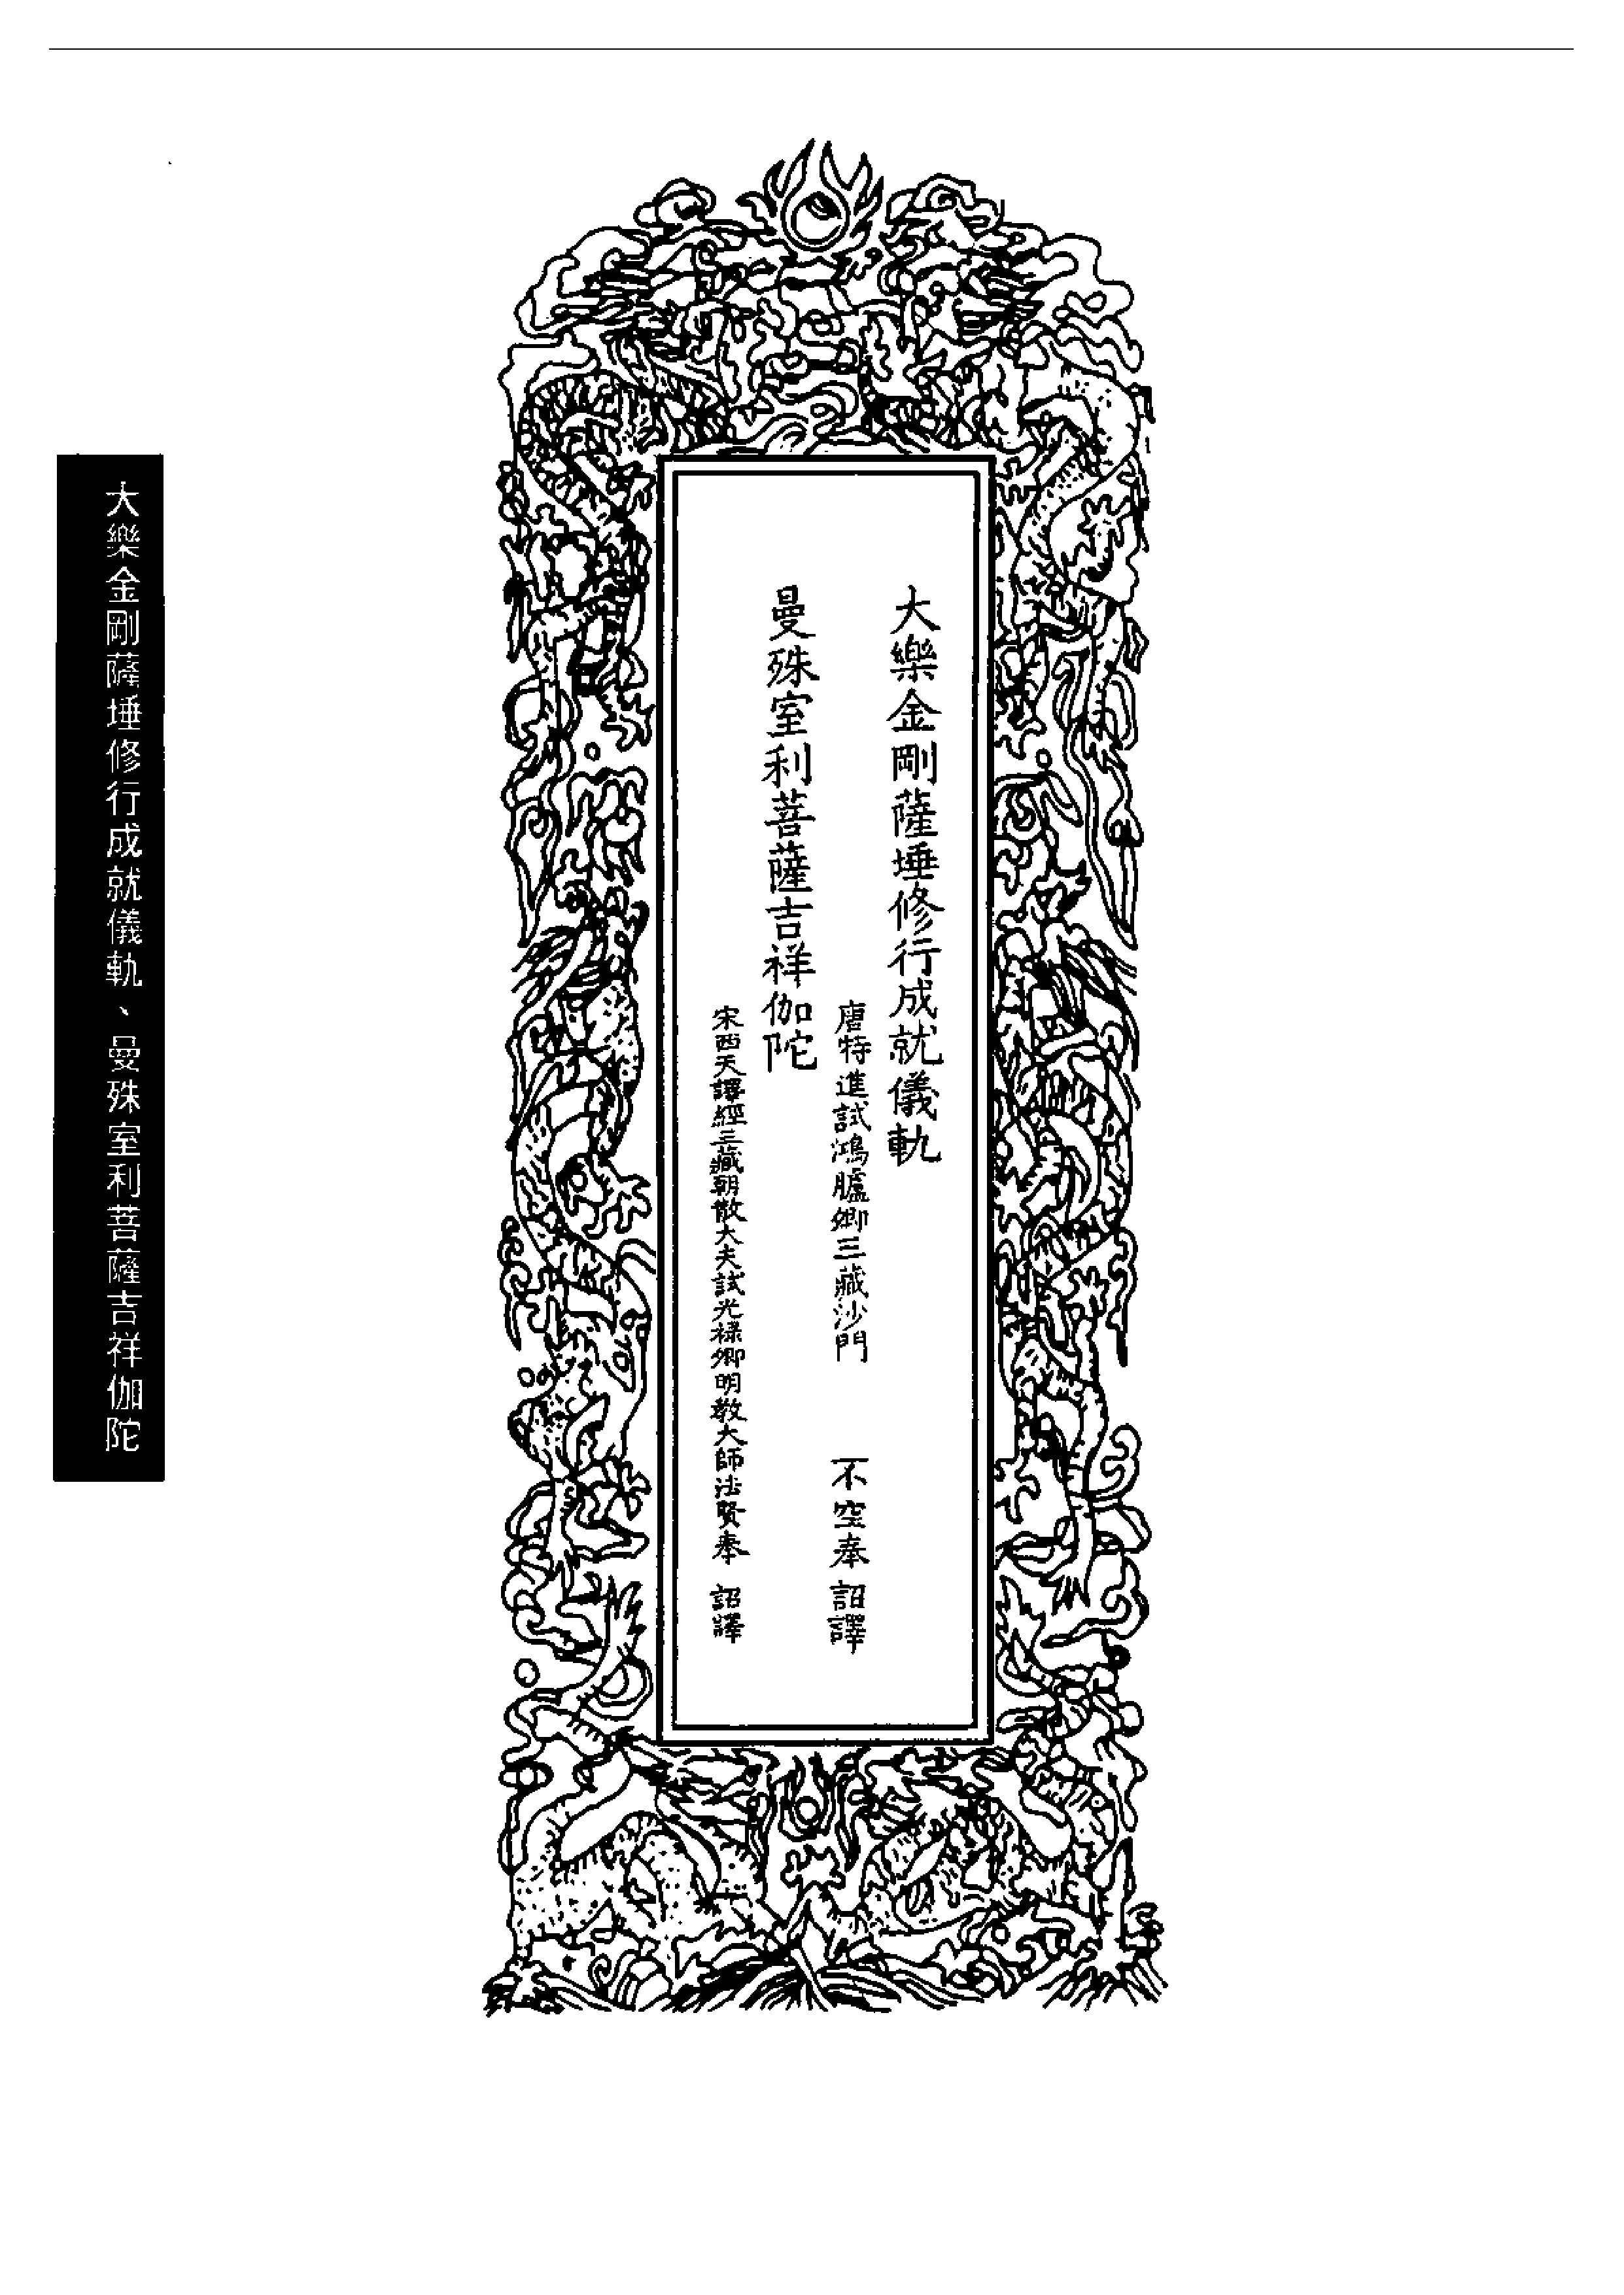 大樂金剛薩埵修行成就儀軌
唐特進試鴻臚卿三藏沙門　不空奉　詔譯
曼殊室利菩薩吉祥伽陀
宋西天譯經三藏朝散大夫試光祿卿明教大師法賢奉　詔譯
大樂金剛薩埵修行成就儀軌、曼殊室利菩薩吉祥伽陀